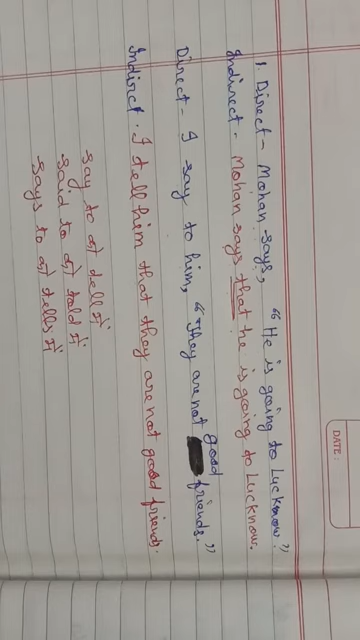 DATE:
1. Direct - Mohan says, "He is going to Lucknow."
Indirect - Mohan says that he is going to Lucknow.
Direct - I say to him, "They are not good friends."
Indirect. I tell him that they are not good friends.
say to को tell में
said to को told में
says to को tells में